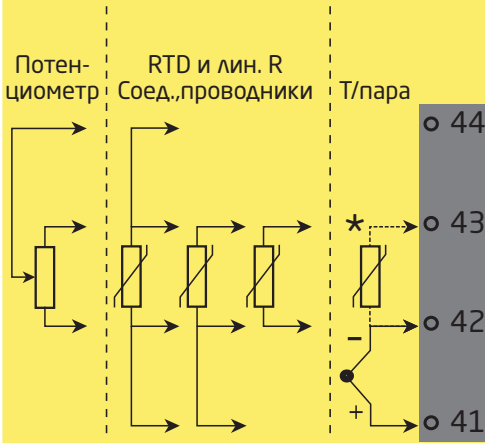 Потен-
циометр
RTD и лин. R
Соед.,проводники
Т/пара
44
* 43
42
−
+
41